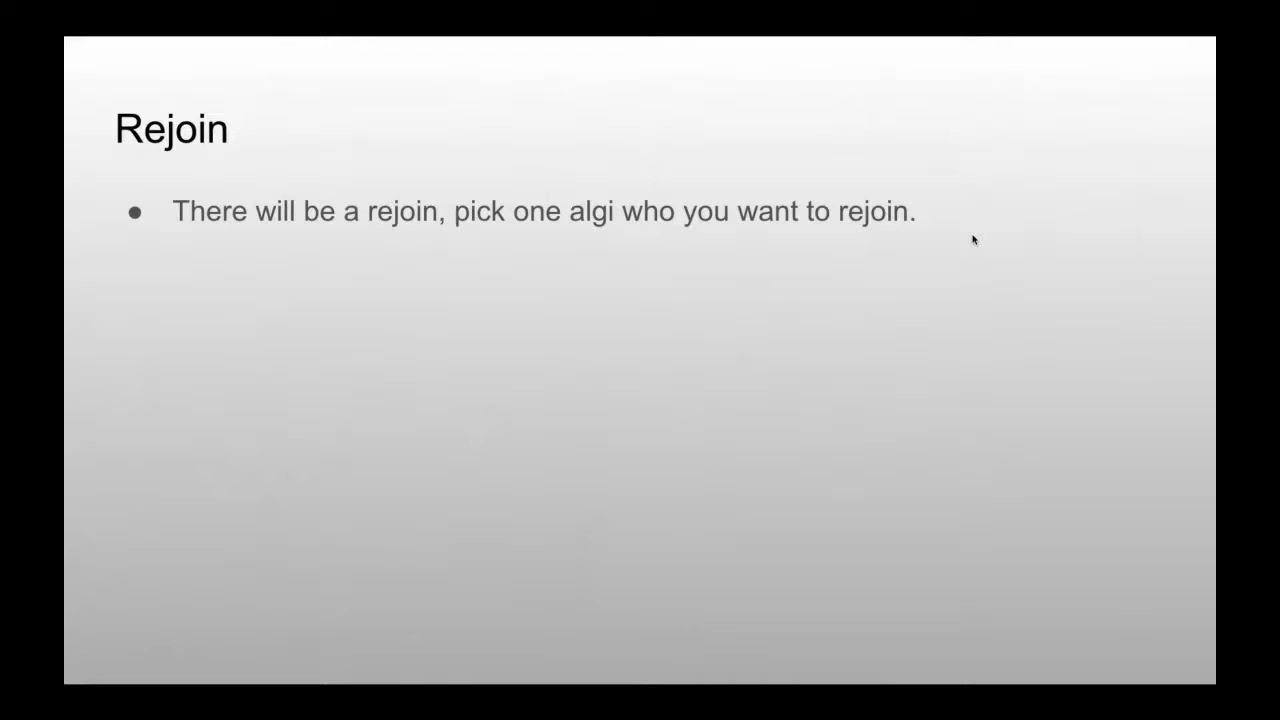 Rejoin
● There will be a rejoin, pick one algi who you want to rejoin.